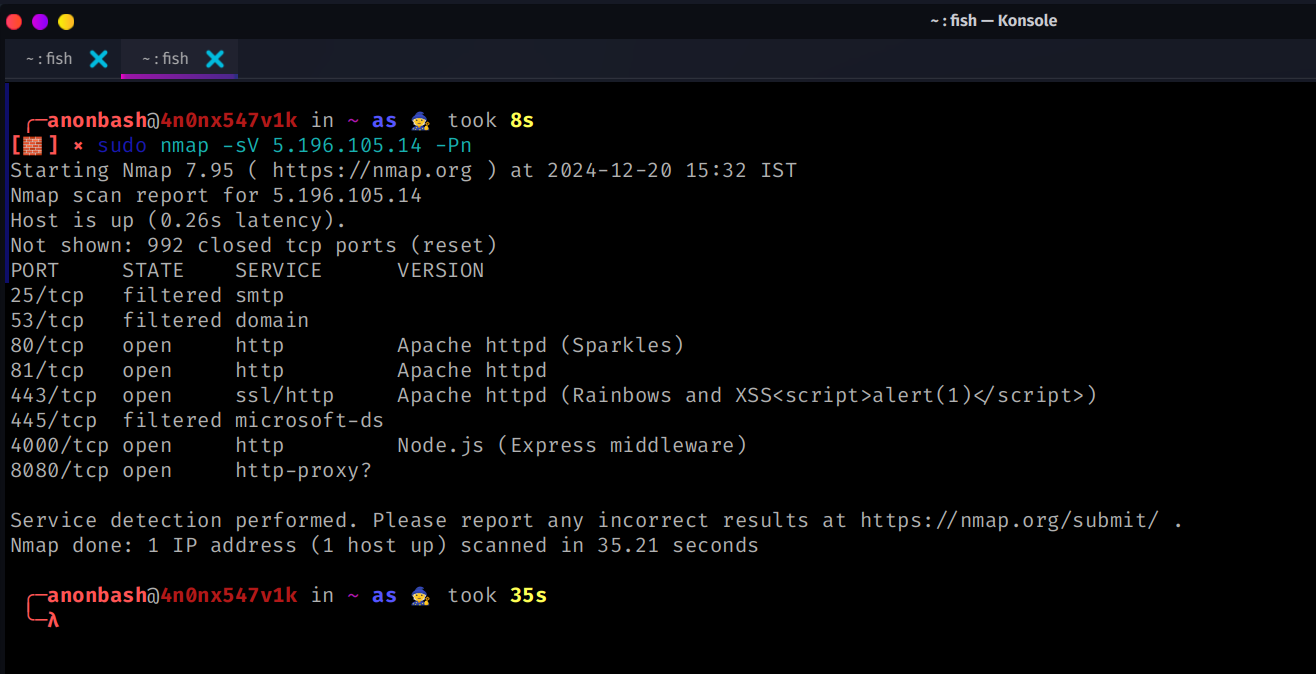 ~ : fish — Konsole
~ : fish ~ : fish
╭─anonbash@4n0nx547v1k in ~ as 🧙 took 8s
[🧱] × sudo nmap -sV 5.196.105.14 -Pn
Starting Nmap 7.95 ( https://nmap.org ) at 2024-12-20 15:32 IST
Nmap scan report for 5.196.105.14
Host is up (0.26s latency).
Not shown: 992 closed tcp ports (reset)
PORT     STATE    SERVICE      VERSION
25/tcp   filtered smtp
53/tcp   filtered domain
80/tcp   open     http         Apache httpd (Sparkles)
81/tcp   open     http         Apache httpd
443/tcp  open     ssl/http     Apache httpd (Rainbows and XSS<script>alert(1)</script>)
445/tcp  filtered microsoft-ds
4000/tcp open     http         Node.js (Express middleware)
8080/tcp open     http-proxy?
Service detection performed. Please report any incorrect results at https://nmap.org/submit/ .
Nmap done: 1 IP address (1 host up) scanned in 35.21 seconds
╭─anonbash@4n0nx547v1k in ~ as 🧙 took 35s
╰─λ